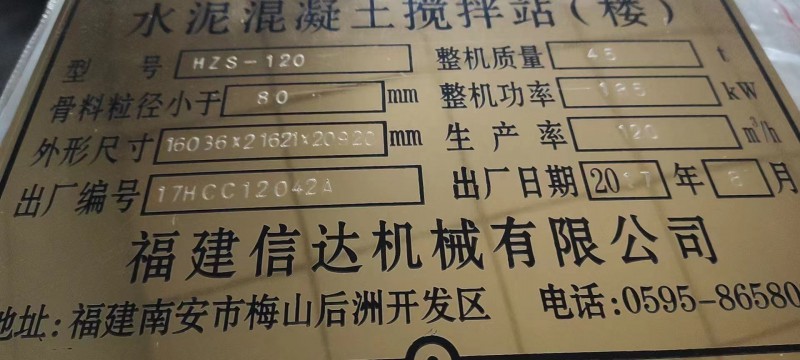 水泥混凝土搅拌站(楼)
型 号 HZS-120 整机质量 45 t
骨料粒径小于 80 mm 整机功率 195 kW
外形尺寸 16036×21621×20920 mm 生产率 120 m³/h
出厂编号 17HCC12042A 出厂日期 2017 年 月
福建信达机械有限公司
地址:福建南安市梅山后洲开发区 电话:0595-86580